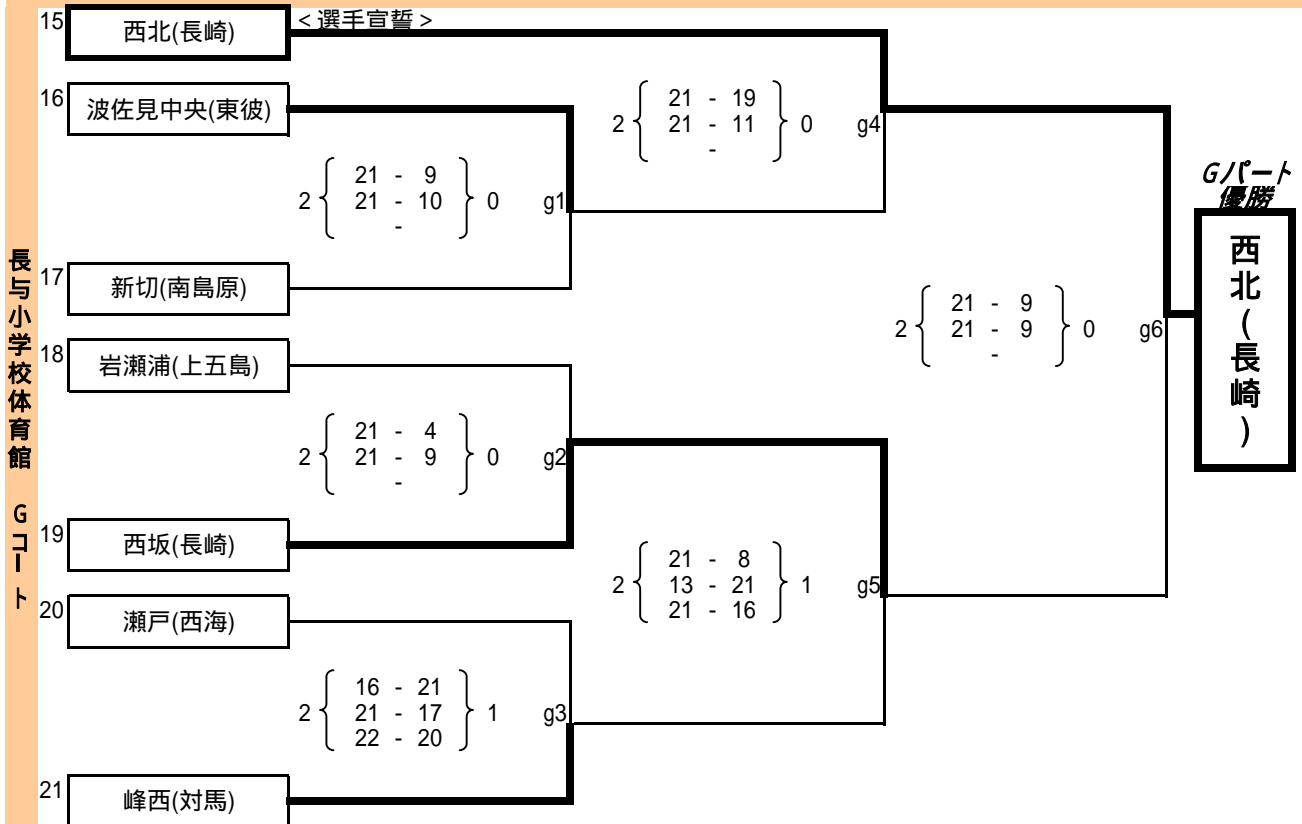 長与小学校体育館 Gコート
15 西北(長崎) <選手宣誓>
16 波佐見中央(東彼)
2 { 21 - 19
21 - 11
- } 0 g4
2 { 21 - 9
21 - 10
- } 0 g1
17 新切(南島原)
18 岩瀬浦(上五島)
2 { 21 - 4
21 - 9
- } 0 g2
19 西坂(長崎)
2 { 21 - 8
13 - 21
21 - 16 } 1 g5
20 瀬戸(西海)
2 { 16 - 21
21 - 17
22 - 20 } 1 g3
21 峰西(対馬)
2 { 21 - 9
21 - 9
- } 0 g6
Gパート
優勝
西北(長崎)